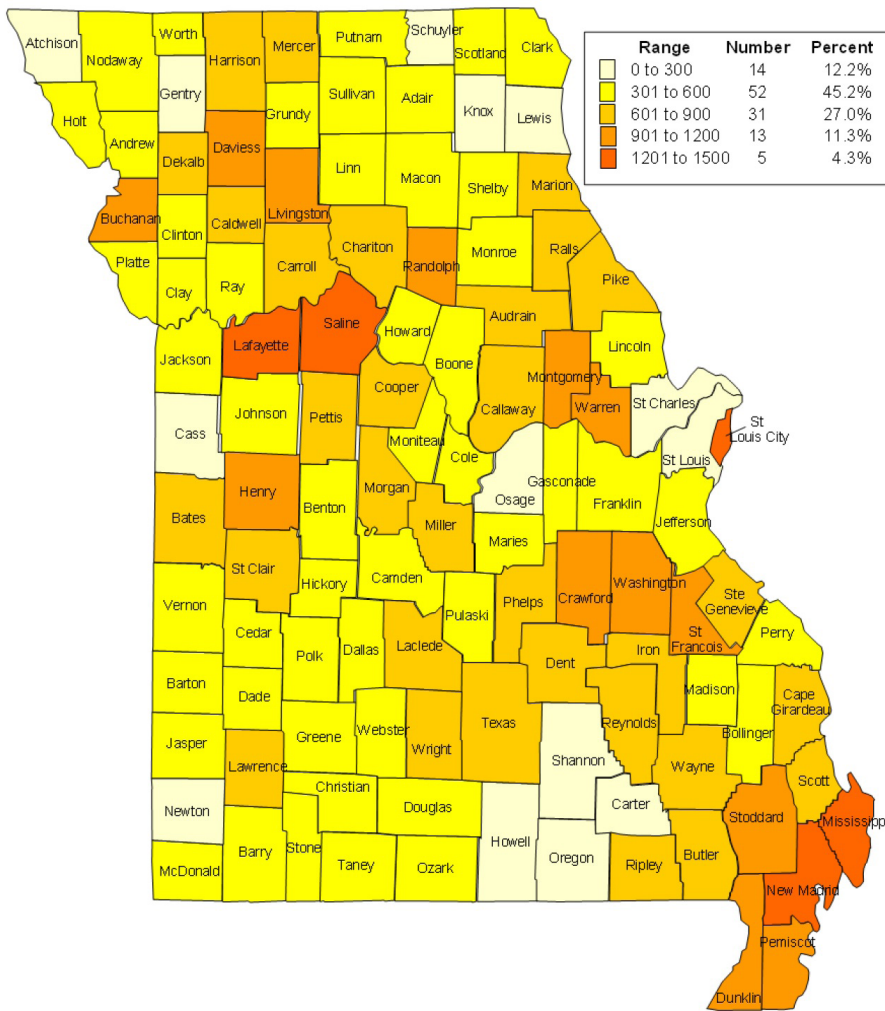 Range Number Percent
0 to 300 14 12.2%
301 to 600 52 45.2%
601 to 900 31 27.0%
901 to 1200 13 11.3%
1201 to 1500 5 4.3%
Atchison
Nodaway
Worth
Harrison
Mercer
Putnam
Schuyler
Scotland
Clark
Gentry
Holt
Andrew
Dekalb
Daviess
Grundy
Sullivan
Adair
Knox
Lewis
Buchanan
Clinton
Caldwell
Livingston
Linn
Macon
Shelby
Marion
Platte
Clay
Ray
Carroll
Chariton
Randolph
Monroe
Ralls
Pike
Jackson
Lafayette
Saline
Howard
Boone
Audrain
Lincoln
Cass
Johnson
Pettis
Cooper
Moniteau
Callaway
Montgomery
Warren
St Charles
St
Louis City
St Louis
Bates
Henry
Benton
Morgan
Cole
Osage
Gasconade
Franklin
Jefferson
Miller
Maries
St Clair
Hickory
Camden
Pulaski
Phelps
Crawford
Washington
Ste
Genevieve
St
Francois
Perry
Vernon
Cedar
Polk
Dallas
Laclede
Dent
Iron
Madison
Cape
Girardeau
Bollinger
Barton
Dade
Greene
Webster
Wright
Texas
Reynolds
Shannon
Wayne
Scott
Jasper
Lawrence
Christian
Douglas
Howell
Carter
Stoddard
Mississipp
Newton
McDonald
Barry
Stone
Taney
Ozark
Oregon
Ripley
Butler
New Madrid
Pemiscot
Dunklin